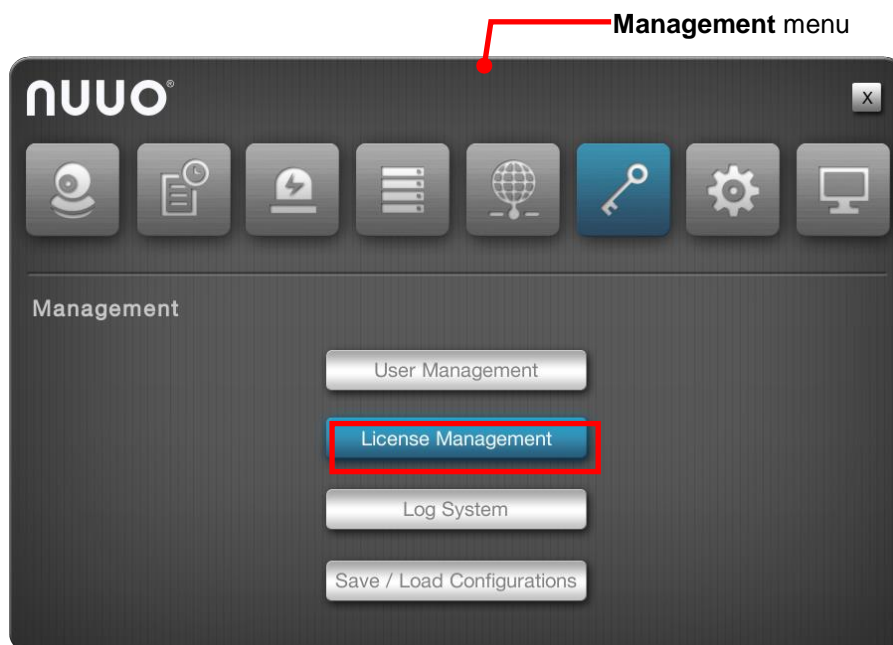 Management menu
nuuo®
X
Management
User Management
License Management
Log System
Save / Load Configurations